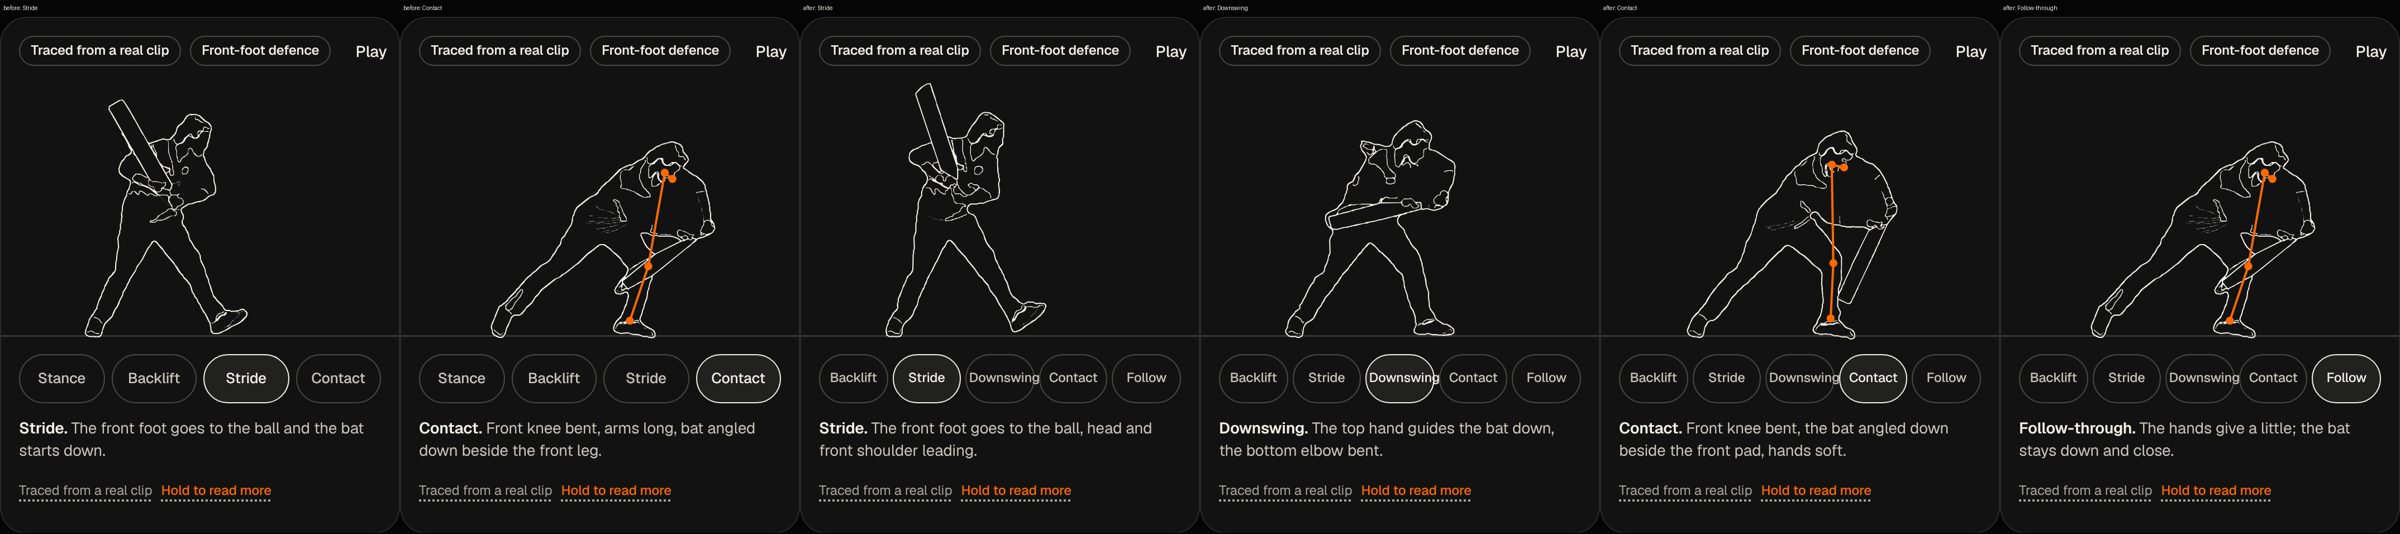 before: Stride
Traced from a real clip
Front-foot defence
Play
Stance
Backlift
Stride
Contact
Stride. The front foot goes to the ball and the bat
starts down.
Traced from a real clip Hold to read more
before: Contact
Traced from a real clip
Front-foot defence
Play
Stance
Backlift
Stride
Contact
Contact. Front knee bent, arms long, bat angled
down beside the front leg.
Traced from a real clip Hold to read more
after: Stride
Traced from a real clip
Front-foot defence
Play
Backlift
Stride
Downswing
Contact
Follow
Stride. The front foot goes to the ball, head and
front shoulder leading.
Traced from a real clip Hold to read more
after: Downswing
Traced from a real clip
Front-foot defence
Play
Backlift
Stride
Downswing
Contact
Follow
Downswing. The top hand guides the bat down,
the bottom elbow bent.
Traced from a real clip Hold to read more
after: Contact
Traced from a real clip
Front-foot defence
Play
Backlift
Stride
Downswing
Contact
Follow
Contact. Front knee bent, the bat angled down
beside the front pad, hands soft.
Traced from a real clip Hold to read more
after: Follow-through
Traced from a real clip
Front-foot defence
Play
Backlift
Stride
Downswing
Contact
Follow
Follow-through. The hands give a little; the bat
stays down and close.
Traced from a real clip Hold to read more